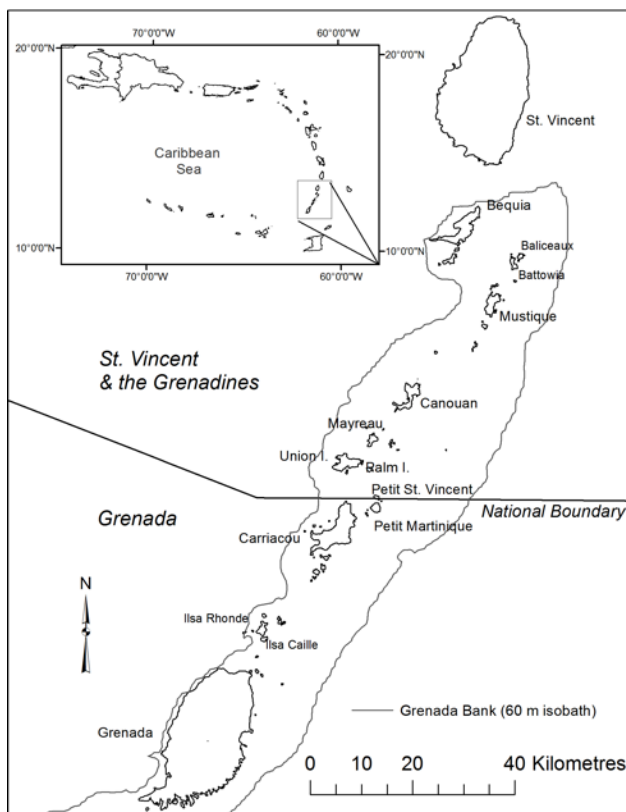 70°0'0"W
60°0'0"W
20°0'0"N
20°0'0"N
Caribbean
Sea
10°0'0"N
10°0'0"N
70°0'0"W
60°0'0"W
St. Vincent
Bequia
Baliceaux
Battowia
Mustique
St. Vincent
& the Grenadines
Canouan
Mayreau
Union I.
Palm I.
Petit St. Vincent
National Boundary
Grenada
Petit Martinique
Carriacou
N
Ilsa Rhonde
Ilsa Caille
Grenada
Grenada Bank (60 m isobath)
0 10 20 40 Kilometres